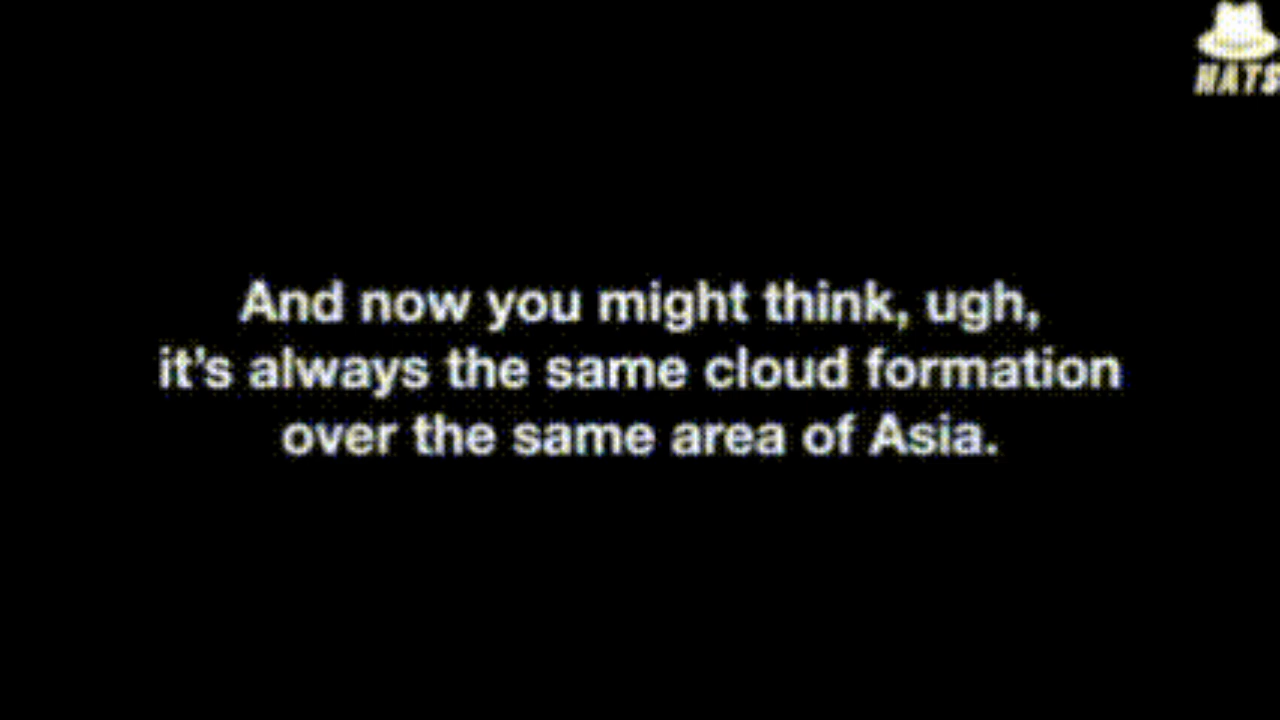 HATS
And now you might think, ugh,
it's always the same cloud formation
over the same area of Asia.